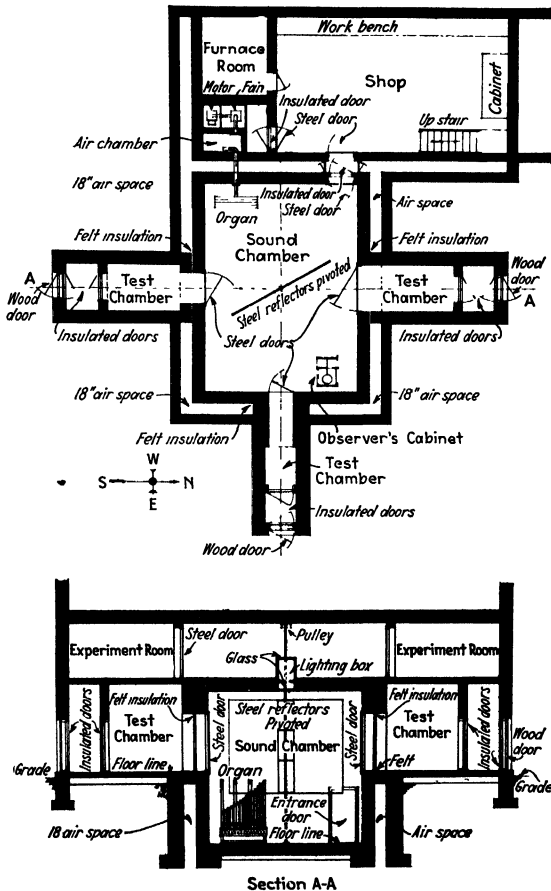 Work bench
Furnace
Room
Motor Fan
Shop
Cabinet
Insulated door
Steel door
Up stair
Air chamber
Insulated door
Steel door
18" air space
Air space
Organ
Felt insulation
Sound
Chamber
Felt insulation
A
Wood
door
Test
Chamber
Steel reflectors pivoted
Test
Chamber
Wood
door
A
Insulated doors
Steel doors
Insulated doors
18" air space
18" air space
Felt insulation
Observer's Cabinet
Test
Chamber
W
S
N
E
Insulated doors
Wood door
Experiment Room
Steel door
Pulley
Experiment Room
Glass
Lighting box
Insulated doors
Felt insulation
Test
Chamber
Steel door
Steel reflectors
Pivated
Sound Chamber
Steel door
Felt insulation
Test
Chamber
Insulated doors
Wood
door
Grade
Floor line
Organ
Felt
Grade
Entrance
door
Floor line
18 air space
Air space
Section A-A